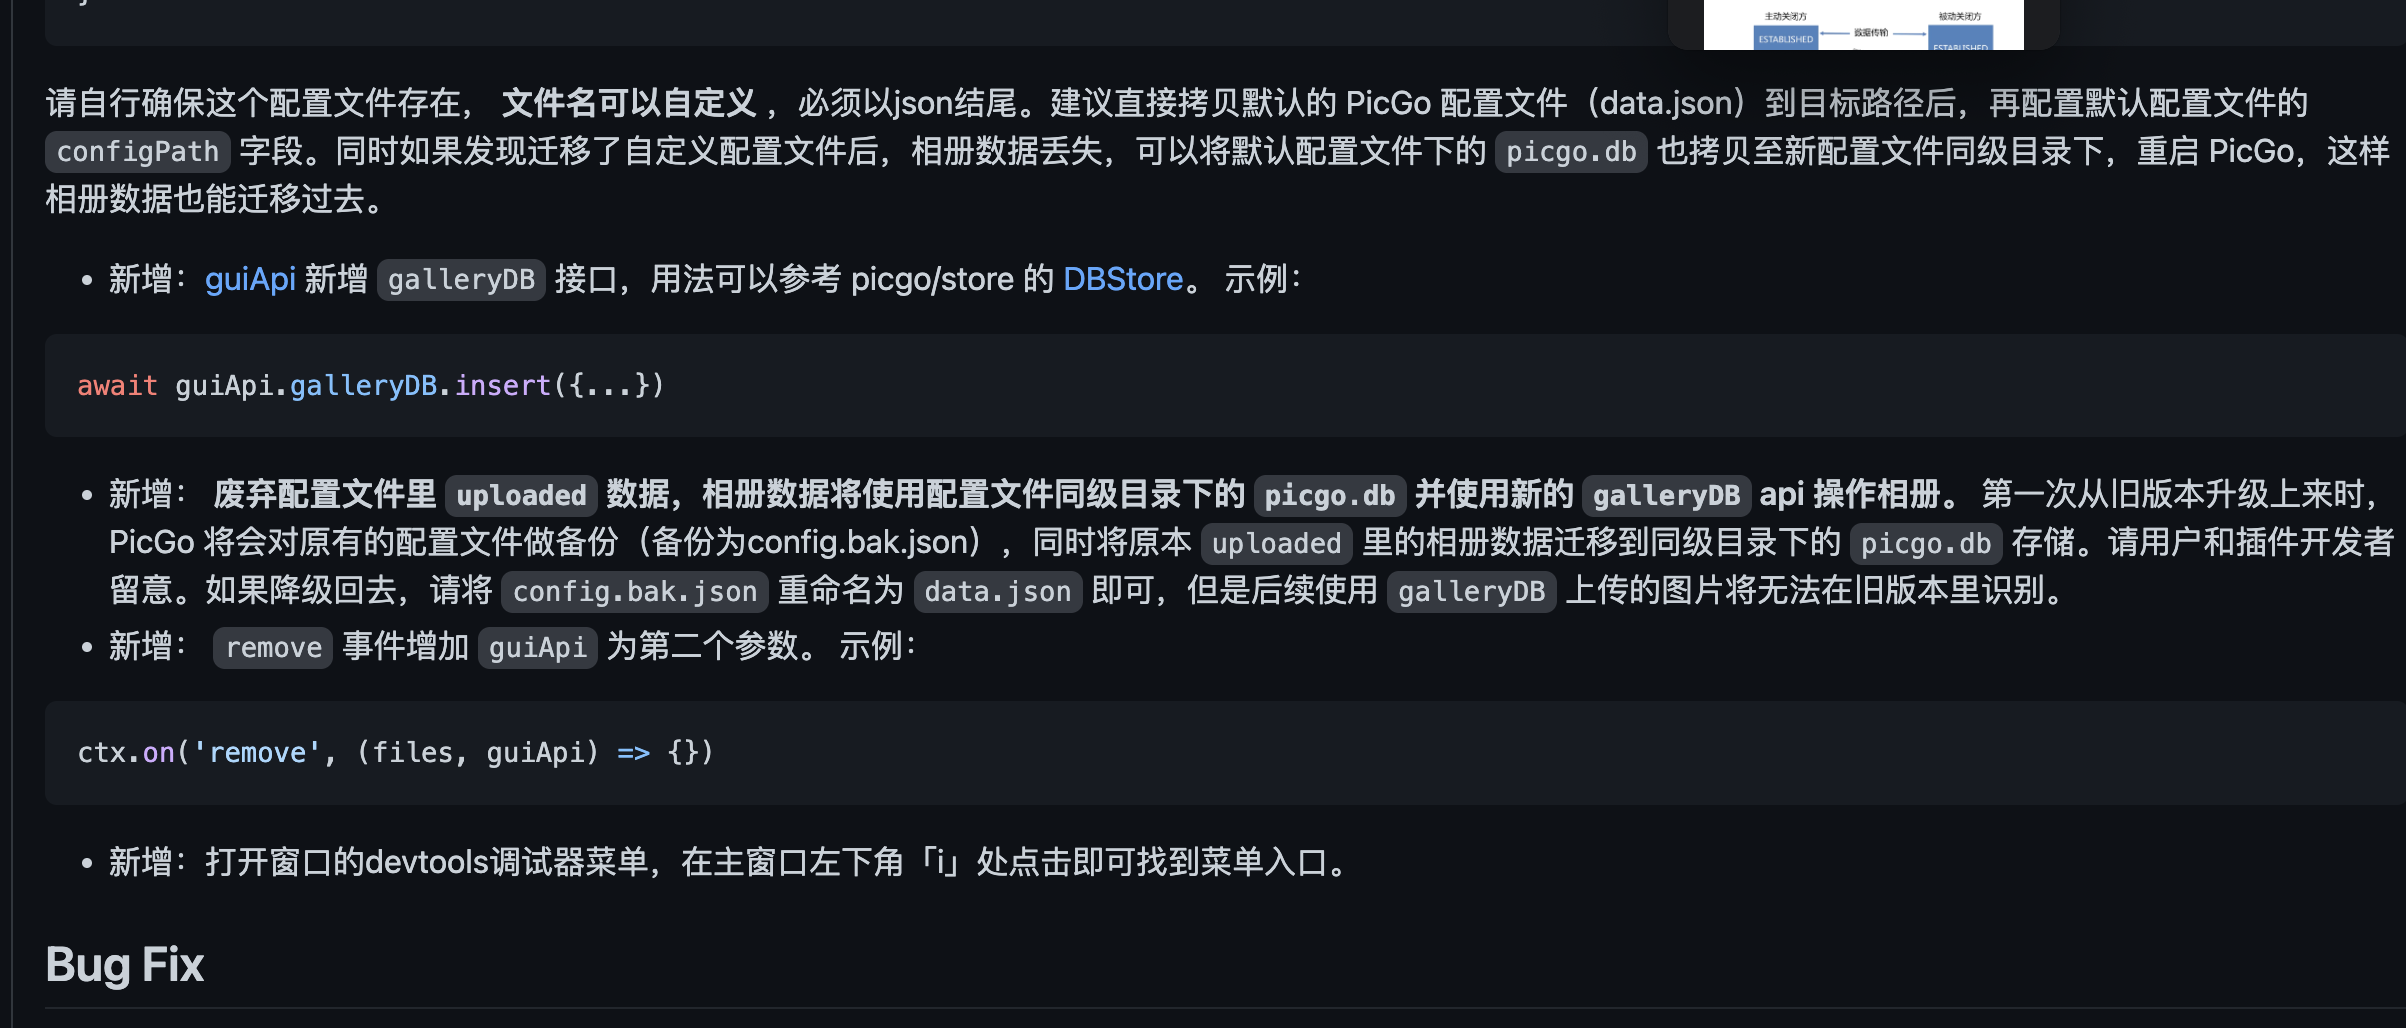 主动关闭方 被动关闭方
ESTABLISHED 数据传输 ESTABLISHED
请自行确保这个配置文件存在， 文件名可以自定义 ，必须以json结尾。建议直接拷贝默认的 PicGo 配置文件（data.json）到目标路径后，再配置默认配置文件的
configPath 字段。同时如果发现迁移了自定义配置文件后，相册数据丢失，可以将默认配置文件下的 picgo.db 也拷贝至新配置文件同级目录下，重启 PicGo，这样
相册数据也能迁移过去。
• 新增：guiApi 新增 galleryDB 接口，用法可以参考 picgo/store 的 DBStore。 示例：
await guiApi.galleryDB.insert({...})
• 新增： 废弃配置文件里 uploaded 数据，相册数据将使用配置文件同级目录下的 picgo.db 并使用新的 galleryDB api 操作相册。 第一次从旧版本升级上来时，
PicGo 将会对原有的配置文件做备份（备份为config.bak.json），同时将原本 uploaded 里的相册数据迁移到同级目录下的 picgo.db 存储。请用户和插件开发者
留意。如果降级回去，请将 config.bak.json 重命名为 data.json 即可，但是后续使用 galleryDB 上传的图片将无法在旧版本里识别。
• 新增： remove 事件增加 guiApi 为第二个参数。 示例：
ctx.on('remove', (files, guiApi) => {})
• 新增：打开窗口的devtools调试器菜单，在主窗口左下角「i」处点击即可找到菜单入口。
Bug Fix